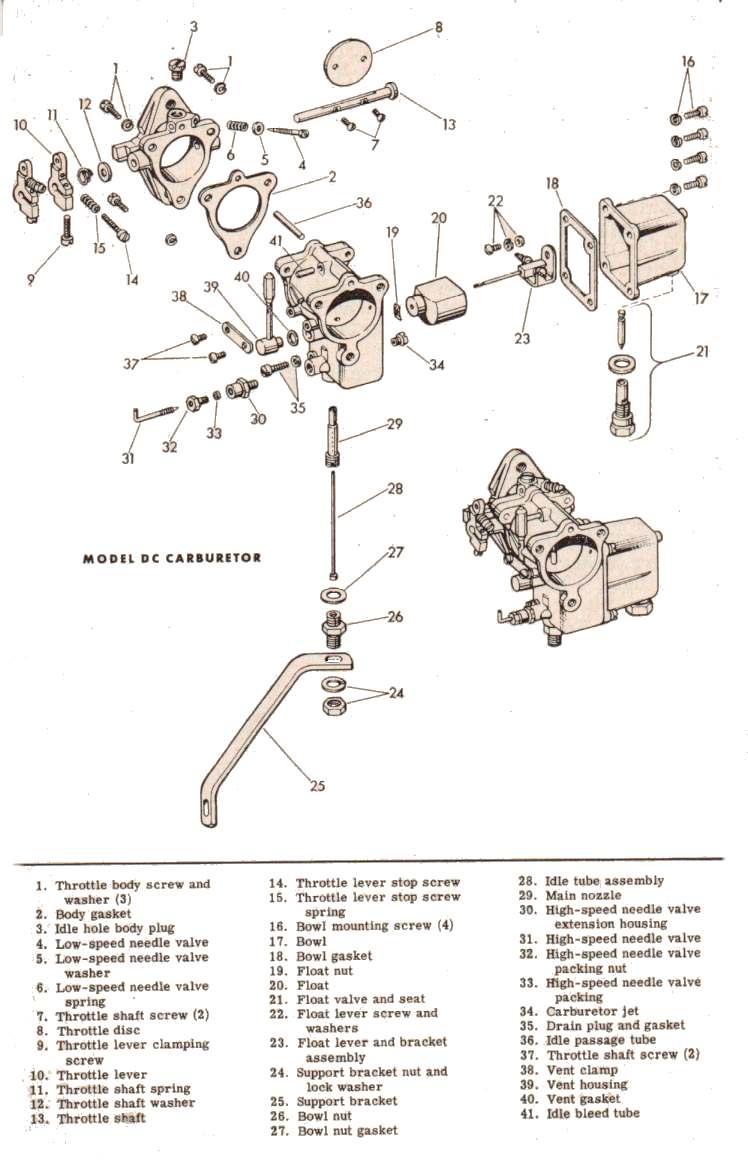 3
8
1
1
16
12
11
10
13
6
5
4
7
2
18
36
22
20
19
9
15
14
41
40
39
38
17
23
37
34
21
35
30
33
32
31
29
28
MODEL DC CARBURETOR
27
26
24
25
1. Throttle body screw and
washer (3)
2. Body gasket
3. Idle hole body plug
4. Low-speed needle valve
5. Low-speed needle valve
washer
6. Low-speed needle valve
spring
7. Throttle shaft screw (2)
8. Throttle disc
9. Throttle lever clamping
screw
10. Throttle lever
11. Throttle shaft spring
12. Throttle shaft washer
13. Throttle shaft
14. Throttle lever stop screw
15. Throttle lever stop screw
spring
16. Bowl mounting screw (4)
17. Bowl
18. Bowl gasket
19. Float nut
20. Float
21. Float valve and seat
22. Float lever screw and
washers
23. Float lever and bracket
assembly
24. Support bracket nut and
lock washer
25. Support bracket
26. Bowl nut
27. Bowl nut gasket
28. Idle tube assembly
29. Main nozzle
30. High-speed needle valve
extension housing
31. High-speed needle valve
32. High-speed needle valve
packing nut
33. High-speed needle valve
packing
34. Carburetor jet
35. Drain plug and gasket
36. Idle passage tube
37. Throttle shaft screw (2)
38. Vent clamp
39. Vent housing
40. Vent gasket
41. Idle bleed tube